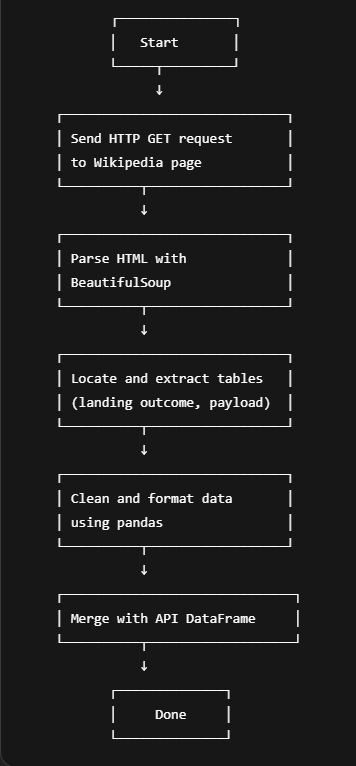 Start
Send HTTP GET request
to Wikipedia page
Parse HTML with
BeautifulSoup
Locate and extract tables
(landing outcome, payload)
Clean and format data
using pandas
Merge with API DataFrame
Done